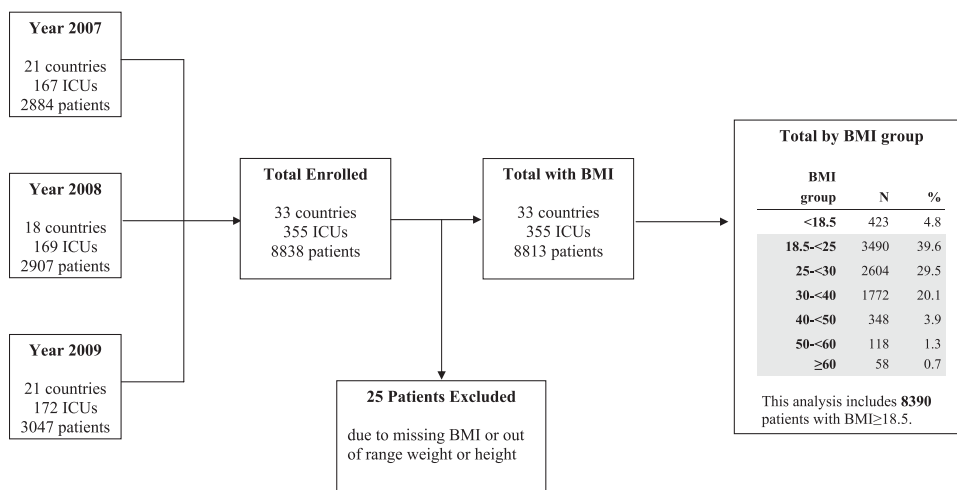 Year 2007
21 countries
167 ICUs
2884 patients
Year 2008
18 countries
169 ICUs
2907 patients
Year 2009
21 countries
172 ICUs
3047 patients
Total Enrolled
33 countries
355 ICUs
8838 patients
25 Patients Excluded
due to missing BMI or out
of range weight or height
Total with BMI
33 countries
355 ICUs
8813 patients
Total by BMI group
BMI
group N %
<18.5 423 4.8
18.5-<25 3490 39.6
25-<30 2604 29.5
30-<40 1772 20.1
40-<50 348 3.9
50-<60 118 1.3
≥60 58 0.7
This analysis includes 8390
patients with BMI≥18.5.